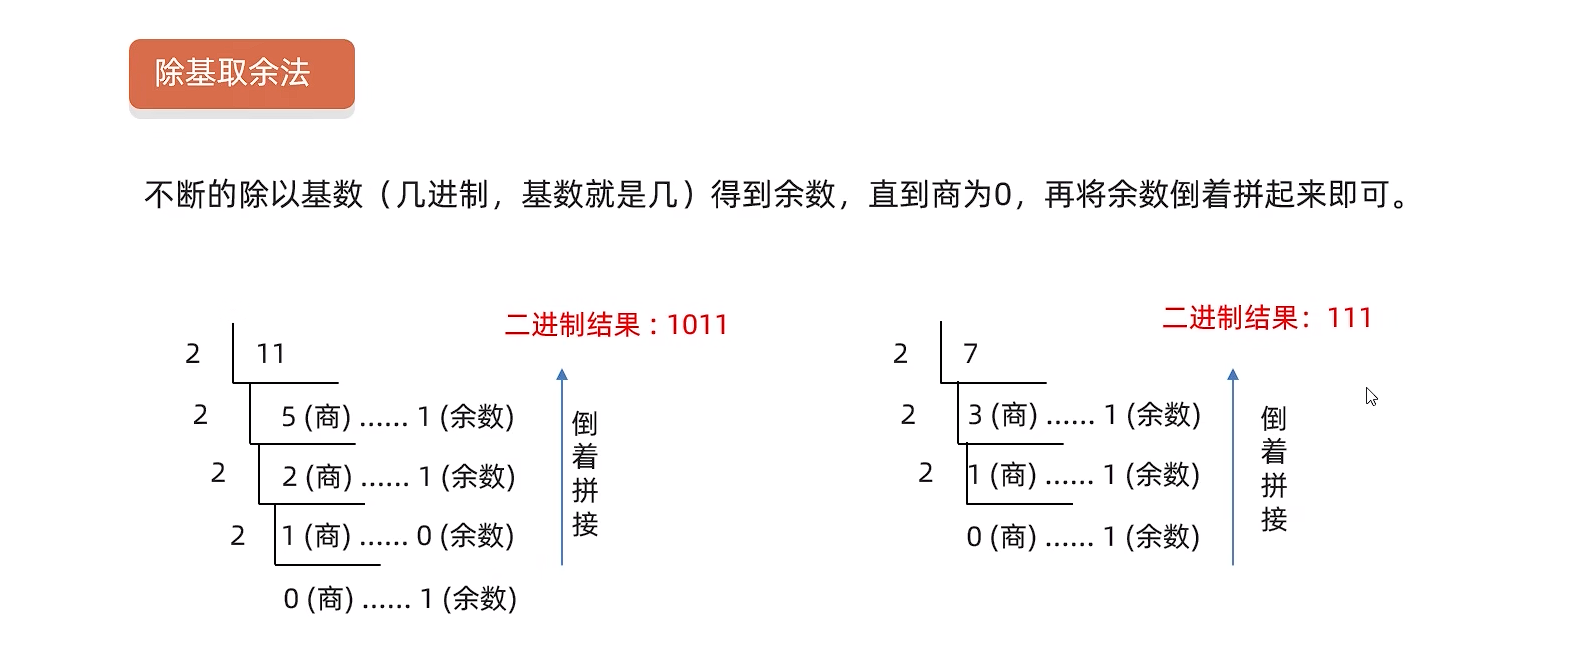 除基取余法
不断的除以基数（几进制，基数就是几）得到余数，直到商为0，再将余数倒着拼起来即可。
二进制结果：1011
2 11
2 5 (商) ...... 1 (余数)
2 2 (商) ...... 1 (余数)
2 1 (商) ...... 0 (余数)
0 (商) ...... 1 (余数)
倒着拼接
二进制结果：111
2 7
2 3 (商) ...... 1 (余数)
2 1 (商) ...... 1 (余数)
0 (商) ...... 1 (余数)
倒着拼接